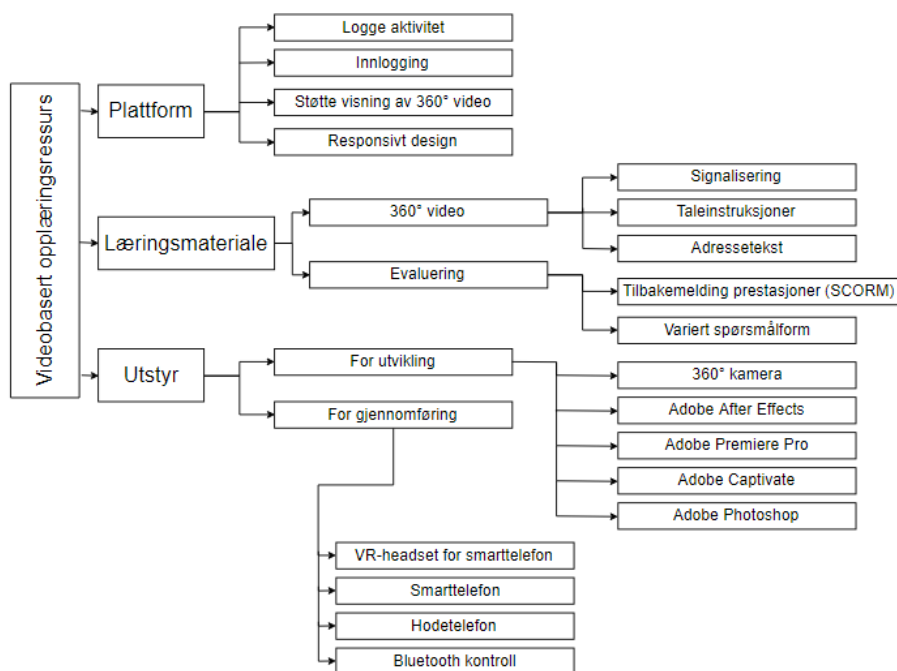 Videobasert opplæringsressurs
Plattform
Logge aktivitet
Innlogging
Støtte visning av 360° video
Responsivt design
Læringsmateriale
360° video
Signalisering
Taleinstruksjoner
Adressetekst
Evaluering
Tilbakemelding prestasjoner (SCORM)
Variert spørsmålform
Utstyr
For utvikling
360° kamera
Adobe After Effects
Adobe Premiere Pro
Adobe Captivate
Adobe Photoshop
For gjennomføring
VR-headset for smarttelefon
Smarttelefon
Hodetelefon
Bluetooth kontroll